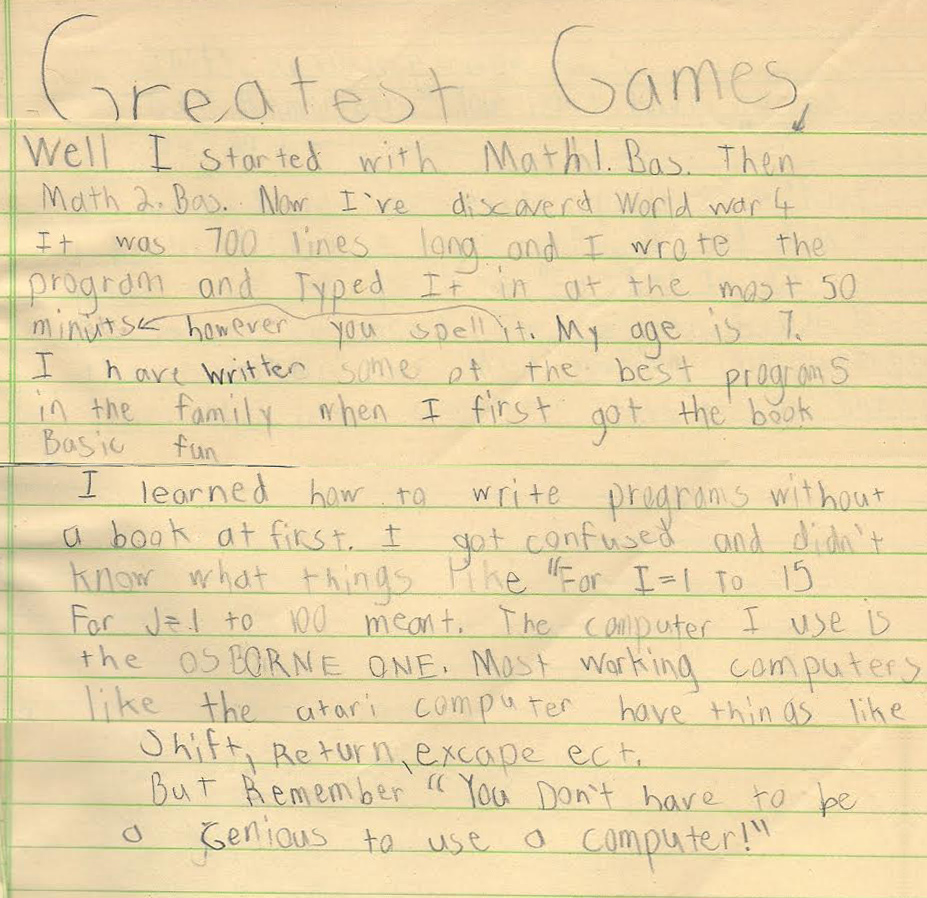 Greatest Games
Well I started with Math1. Bas. Then
Math 2. Bas. Now I've discaverd World war 4
It was 700 lines long and I wrote the
program and Typed It in at the most 50
minuts however you spell it. My age is 7.
I have written some of the best programs
in the family when I first got the book
Basic fun
I learned how to write programs without
a book at first. I got confused and didn't
know what things like "For I=1 To 15
For J=1 to 100 meant. The computer I use is
the OSBORNE ONE. Most working computers
like the atari computer have things like
Shift, Return, excape ect.
But Remember "You Don't have to be
a Genious to use a computer!"